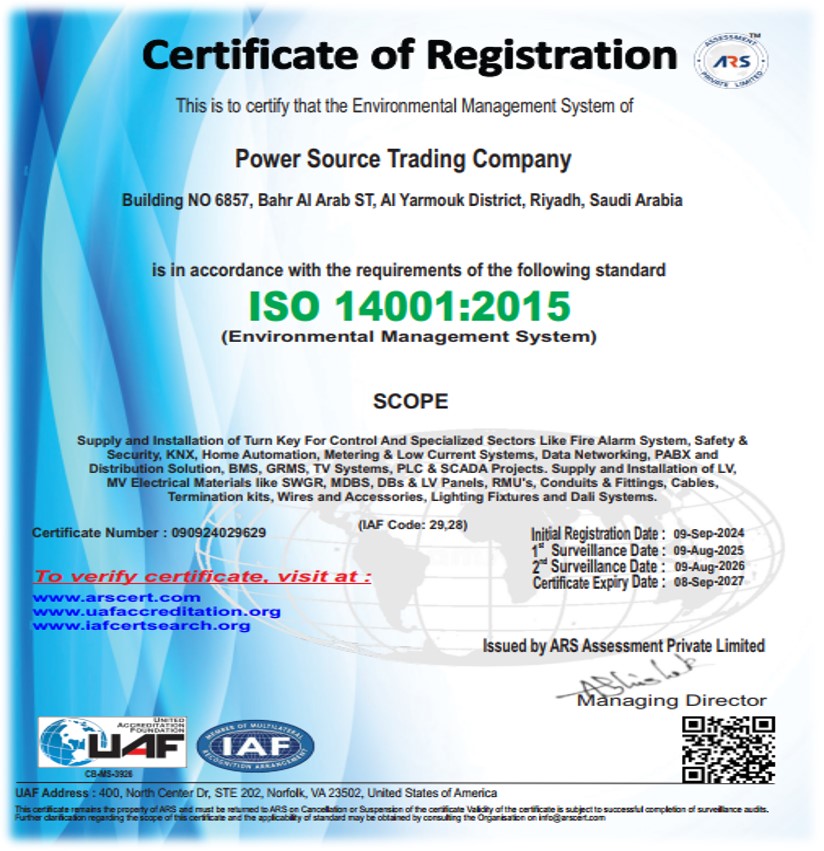 Certificate of Registration
ASSESSMENT
ARS
TM
PRIVATE LIMITED
This is to certify that the Environmental Management System of
Power Source Trading Company
Building NO 6857, Bahr Al Arab ST, Al Yarmouk District, Riyadh, Saudi Arabia
is in accordance with the requirements of the following standard
ISO 14001:2015
(Environmental Management System)
SCOPE
Supply and Installation of Turn Key For Control And Specialized Sectors Like Fire Alarm System, Safety &
Security, KNX, Home Automation, Metering & Low Current Systems, Data Networking, PABX and
Distribution Solution, BMS, GRMS, TV Systems, PLC & SCADA Projects. Supply and Installation of LV,
MV Electrical Materials like SWGR, MDBS, DBs & LV Panels, RMU's, Conduits & Fittings, Cables,
Termination kits, Wires and Accessories, Lighting Fixtures and Dali Systems.
(IAF Code: 29,28)
Certificate Number : 090924029629
Initial Registration Date : 09-Sep-2024
1st Surveillance Date : 09-Aug-2025
2nd Surveillance Date : 09-Aug-2026
Certificate Expiry Date : 08-Sep-2027
To verify certificate, visit at :
www.arscert.com
www.uafaccreditation.org
www.iafcertsearch.org
Issued by ARS Assessment Private Limited
Abhishek
Managing Director
UNITED
ACCREDITATION
FOUNDATION
UAF
CB-MS-3926
MEMBER OF MULTILATERAL
IAF
RECOGNITION ARRANGEMENT
UAF Address : 400, North Center Dr, STE 202, Norfolk, VA 23502, United States of America
This certificate remains the property of ARS and must be returned to ARS on Cancellation or Suspension of the certificate Validity of the certificate is subject to successful completion of surveillance audits.
Further clarification regarding the scope of this certificate and the applicability of standard may be obtained by consulting the Organisation on info@arscert.com